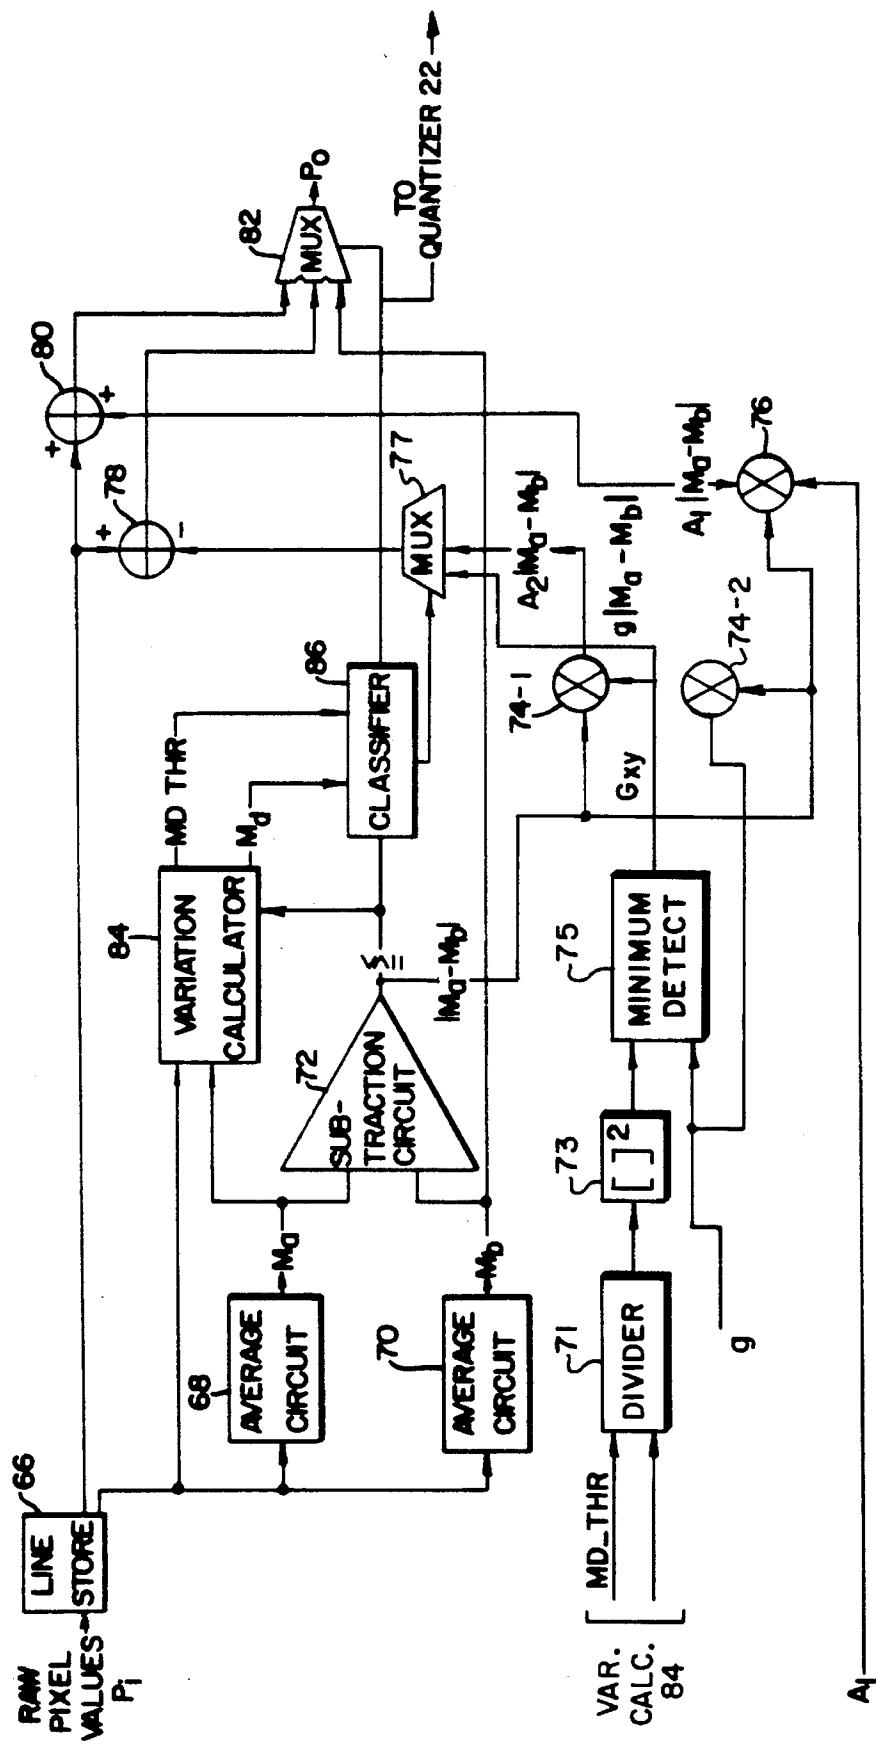 RAW
PIXEL
VALUES
Pi
LINE
STORE
66
68
AVERAGE
CIRCUIT
Ma
70
AVERAGE
CIRCUIT
Mb
72
SUB-
TRACTION
CIRCUIT
|Ma-Mb|
84
VARIATION
CALCULATOR
MD THR
Md
86
CLASSIFIER
77
MUX
78
+
-
80
+
+
82
MUX
Po
TO
QUANTIZER 22
VAR.
CALC.
84
MD_THR
71
DIVIDER
73
[ ]2
75
MINIMUM
DETECT
g
Gxy
74-1
A2|Ma-Mb|
g|Ma-Mb|
74-2
A1|Ma-Mb|
76
A1